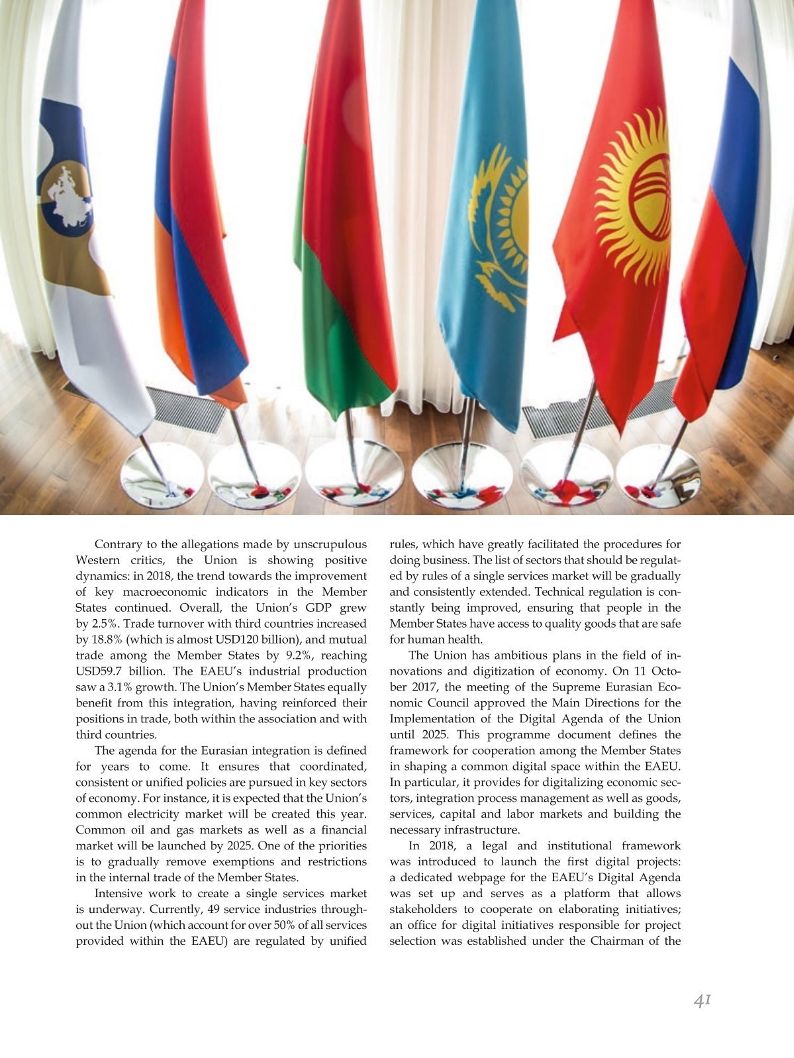 Contrary to the allegations made by unscrupulous
Western critics, the Union is showing positive
dynamics: in 2018, the trend towards the improvement
of key macroeconomic indicators in the Member
States continued. Overall, the Union's GDP grew
by 2.5%. Trade turnover with third countries increased
by 18.8% (which is almost USD120 billion), and mutual
trade among the Member States by 9.2%, reaching
USD59.7 billion. The EAEU's industrial production
saw a 3.1% growth. The Union's Member States equally
benefit from this integration, having reinforced their
positions in trade, both within the association and with
third countries.
The agenda for the Eurasian integration is defined
for years to come. It ensures that coordinated,
consistent or unified policies are pursued in key sectors
of economy. For instance, it is expected that the Union's
common electricity market will be created this year.
Common oil and gas markets as well as a financial
market will be launched by 2025. One of the priorities
is to gradually remove exemptions and restrictions
in the internal trade of the Member States.
Intensive work to create a single services market
is underway. Currently, 49 service industries through-
out the Union (which account for over 50% of all services
provided within the EAEU) are regulated by unified
rules, which have greatly facilitated the procedures for
doing business. The list of sectors that should be regulat-
ed by rules of a single services market will be gradually
and consistently extended. Technical regulation is con-
stantly being improved, ensuring that people in the
Member States have access to quality goods that are safe
for human health.
The Union has ambitious plans in the field of in-
novations and digitization of economy. On 11 Octo-
ber 2017, the meeting of the Supreme Eurasian Eco-
nomic Council approved the Main Directions for the
Implementation of the Digital Agenda of the Union
until 2025. This programme document defines the
framework for cooperation among the Member States
in shaping a common digital space within the EAEU.
In particular, it provides for digitalizing economic sec-
tors, integration process management as well as goods,
services, capital and labor markets and building the
necessary infrastructure.
In 2018, a legal and institutional framework
was introduced to launch the first digital projects:
a dedicated webpage for the EAEU's Digital Agenda
was set up and serves as a platform that allows
stakeholders to cooperate on elaborating initiatives;
an office for digital initiatives responsible for project
selection was established under the Chairman of the
41